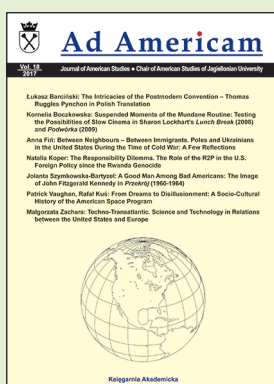 Ad Americam
Vol. 18
2017
Journal of American Studies ● Chair of American Studies of Jagiellonian University
Łukasz Barciński: The Intricacies of the Postmodern Convention – Thomas
Ruggles Pynchon in Polish Translation
Kornelia Boczkowska: Suspended Moments of the Mundane Routine: Testing
the Possibilities of Slow Cinema in Sharon Lockhart's Lunch Break (2008)
and Podwórka (2009)
Anna Fiń: Between Neighbours – Between Immigrants. Poles and Ukrainians
in the United States During the Time of Cold War: A Few Reflections
Natalia Koper: The Responsibility Dilemma. The Role of the R2P in the U.S.
Foreign Policy since the Rwanda Genocide
Jolanta Szymkowska-Bartyzel: A Good Man Among Bad Americans: The Image
of John Fitzgerald Kennedy in Przekrój (1960-1964)
Patrick Vaughan, Rafał Kuś: From Dreams to Disillusionment: A Socio-Cultural
History of the American Space Program
Małgorzata Zachara: Techno-Transatlantic. Science and Technology in Relations
between the United States and Europe
Księgarnia Akademicka